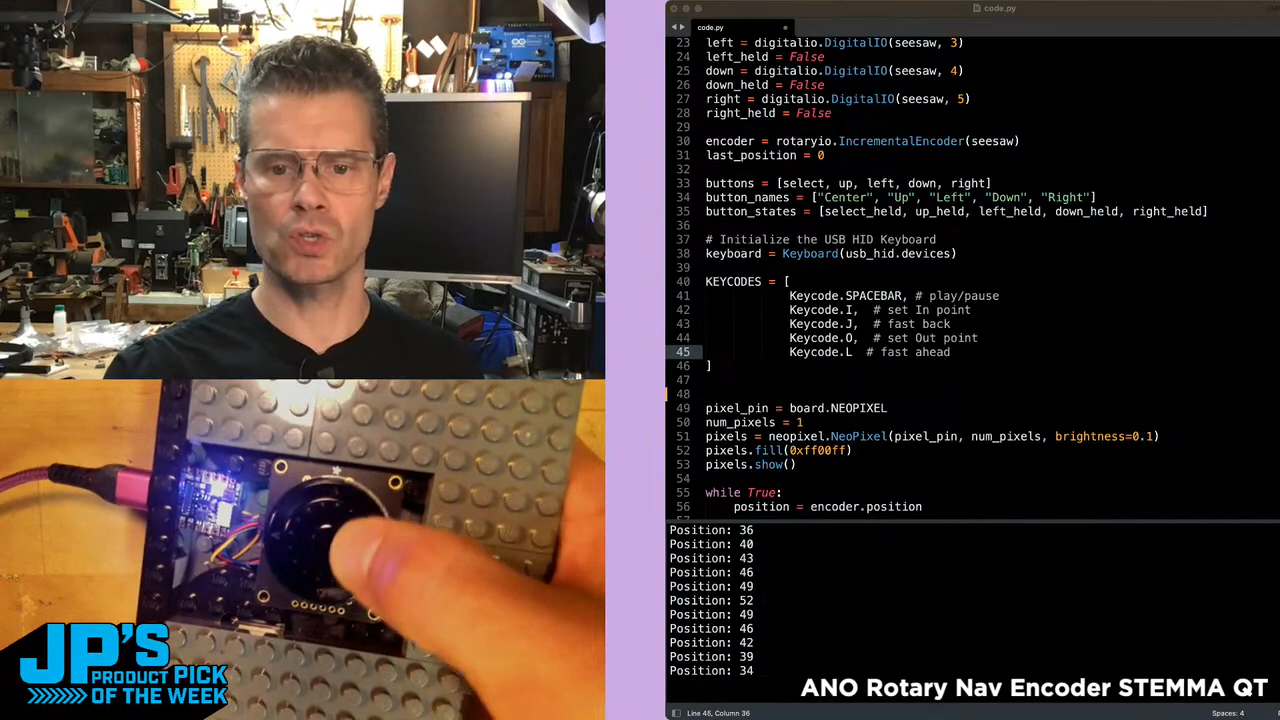 JP'S
PRODUCT PICK
OF THE WEEK
code.py
code.py
23 left = digitalio.DigitalIO(seesaw, 3)
24 left_held = False
25 down = digitalio.DigitalIO(seesaw, 4)
26 down_held = False
27 right = digitalio.DigitalIO(seesaw, 5)
28 right_held = False
29
30 encoder = rotaryio.IncrementalEncoder(seesaw)
31 last_position = 0
32
33 buttons = [select, up, left, down, right]
34 button_names = ["Center", "Up", "Left", "Down", "Right"]
35 button_states = [select_held, up_held, left_held, down_held, right_held]
36
37 # Initialize the USB HID Keyboard
38 keyboard = Keyboard(usb_hid.devices)
39
40 KEYCODES = [
41 Keycode.SPACEBAR, # play/pause
42 Keycode.I, # set In point
43 Keycode.J, # fast back
44 Keycode.O, # set Out point
45 Keycode.L # fast ahead
46 ]
47
48
49 pixel_pin = board.NEOPIXEL
50 num_pixels = 1
51 pixels = neopixel.NeoPixel(pixel_pin, num_pixels, brightness=0.1)
52 pixels.fill(0xff00ff)
53 pixels.show()
54
55 while True:
56 position = encoder.position
Position: 36
Position: 40
Position: 43
Position: 46
Position: 49
Position: 52
Position: 49
Position: 46
Position: 42
Position: 39
Position: 34
ANO Rotary Nav Encoder STEMMA QT
Line 45, Column 36
Spaces: 4